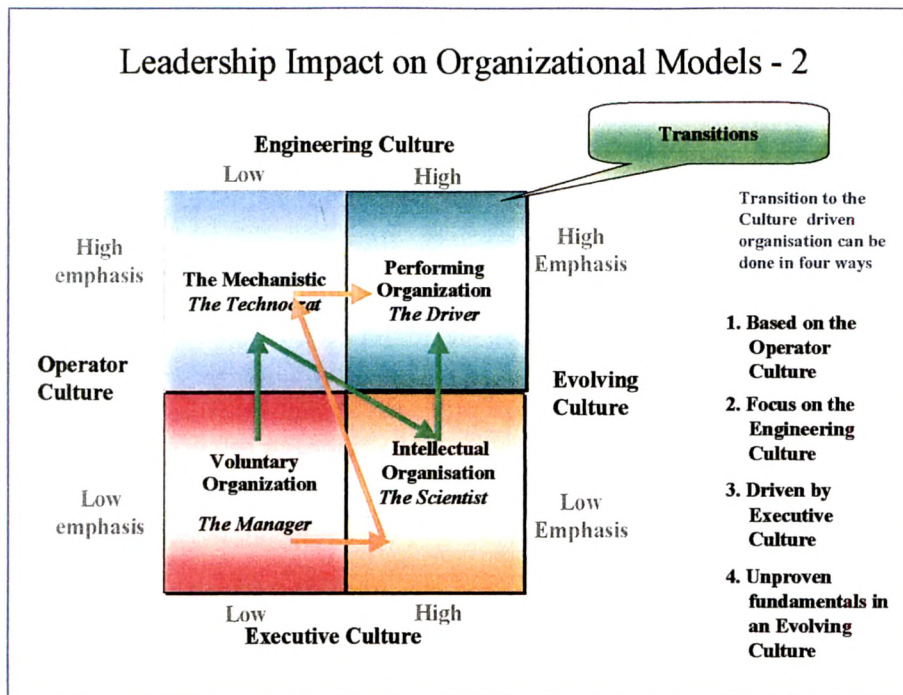 Leadership Impact on Organizational Models - 2
Transitions
Engineering Culture
Low
High
Transition to the
Culture driven
organisation can be
done in four ways
High
emphasis
High
Emphasis
The Mechanistic
The Technocrat
Performing
Organization
The Driver
1. Based on the
Operator
Culture
Operator
Culture
Evolving
Culture
2. Focus on the
Engineering
Culture
Voluntary
Organization
The Manager
Intellectual
Organisation
The Scientist
Low
emphasis
Low
Emphasis
3. Driven by
Executive
Culture
4. Unproven
fundamentals in
an Evolving
Culture
Low
High
Executive Culture